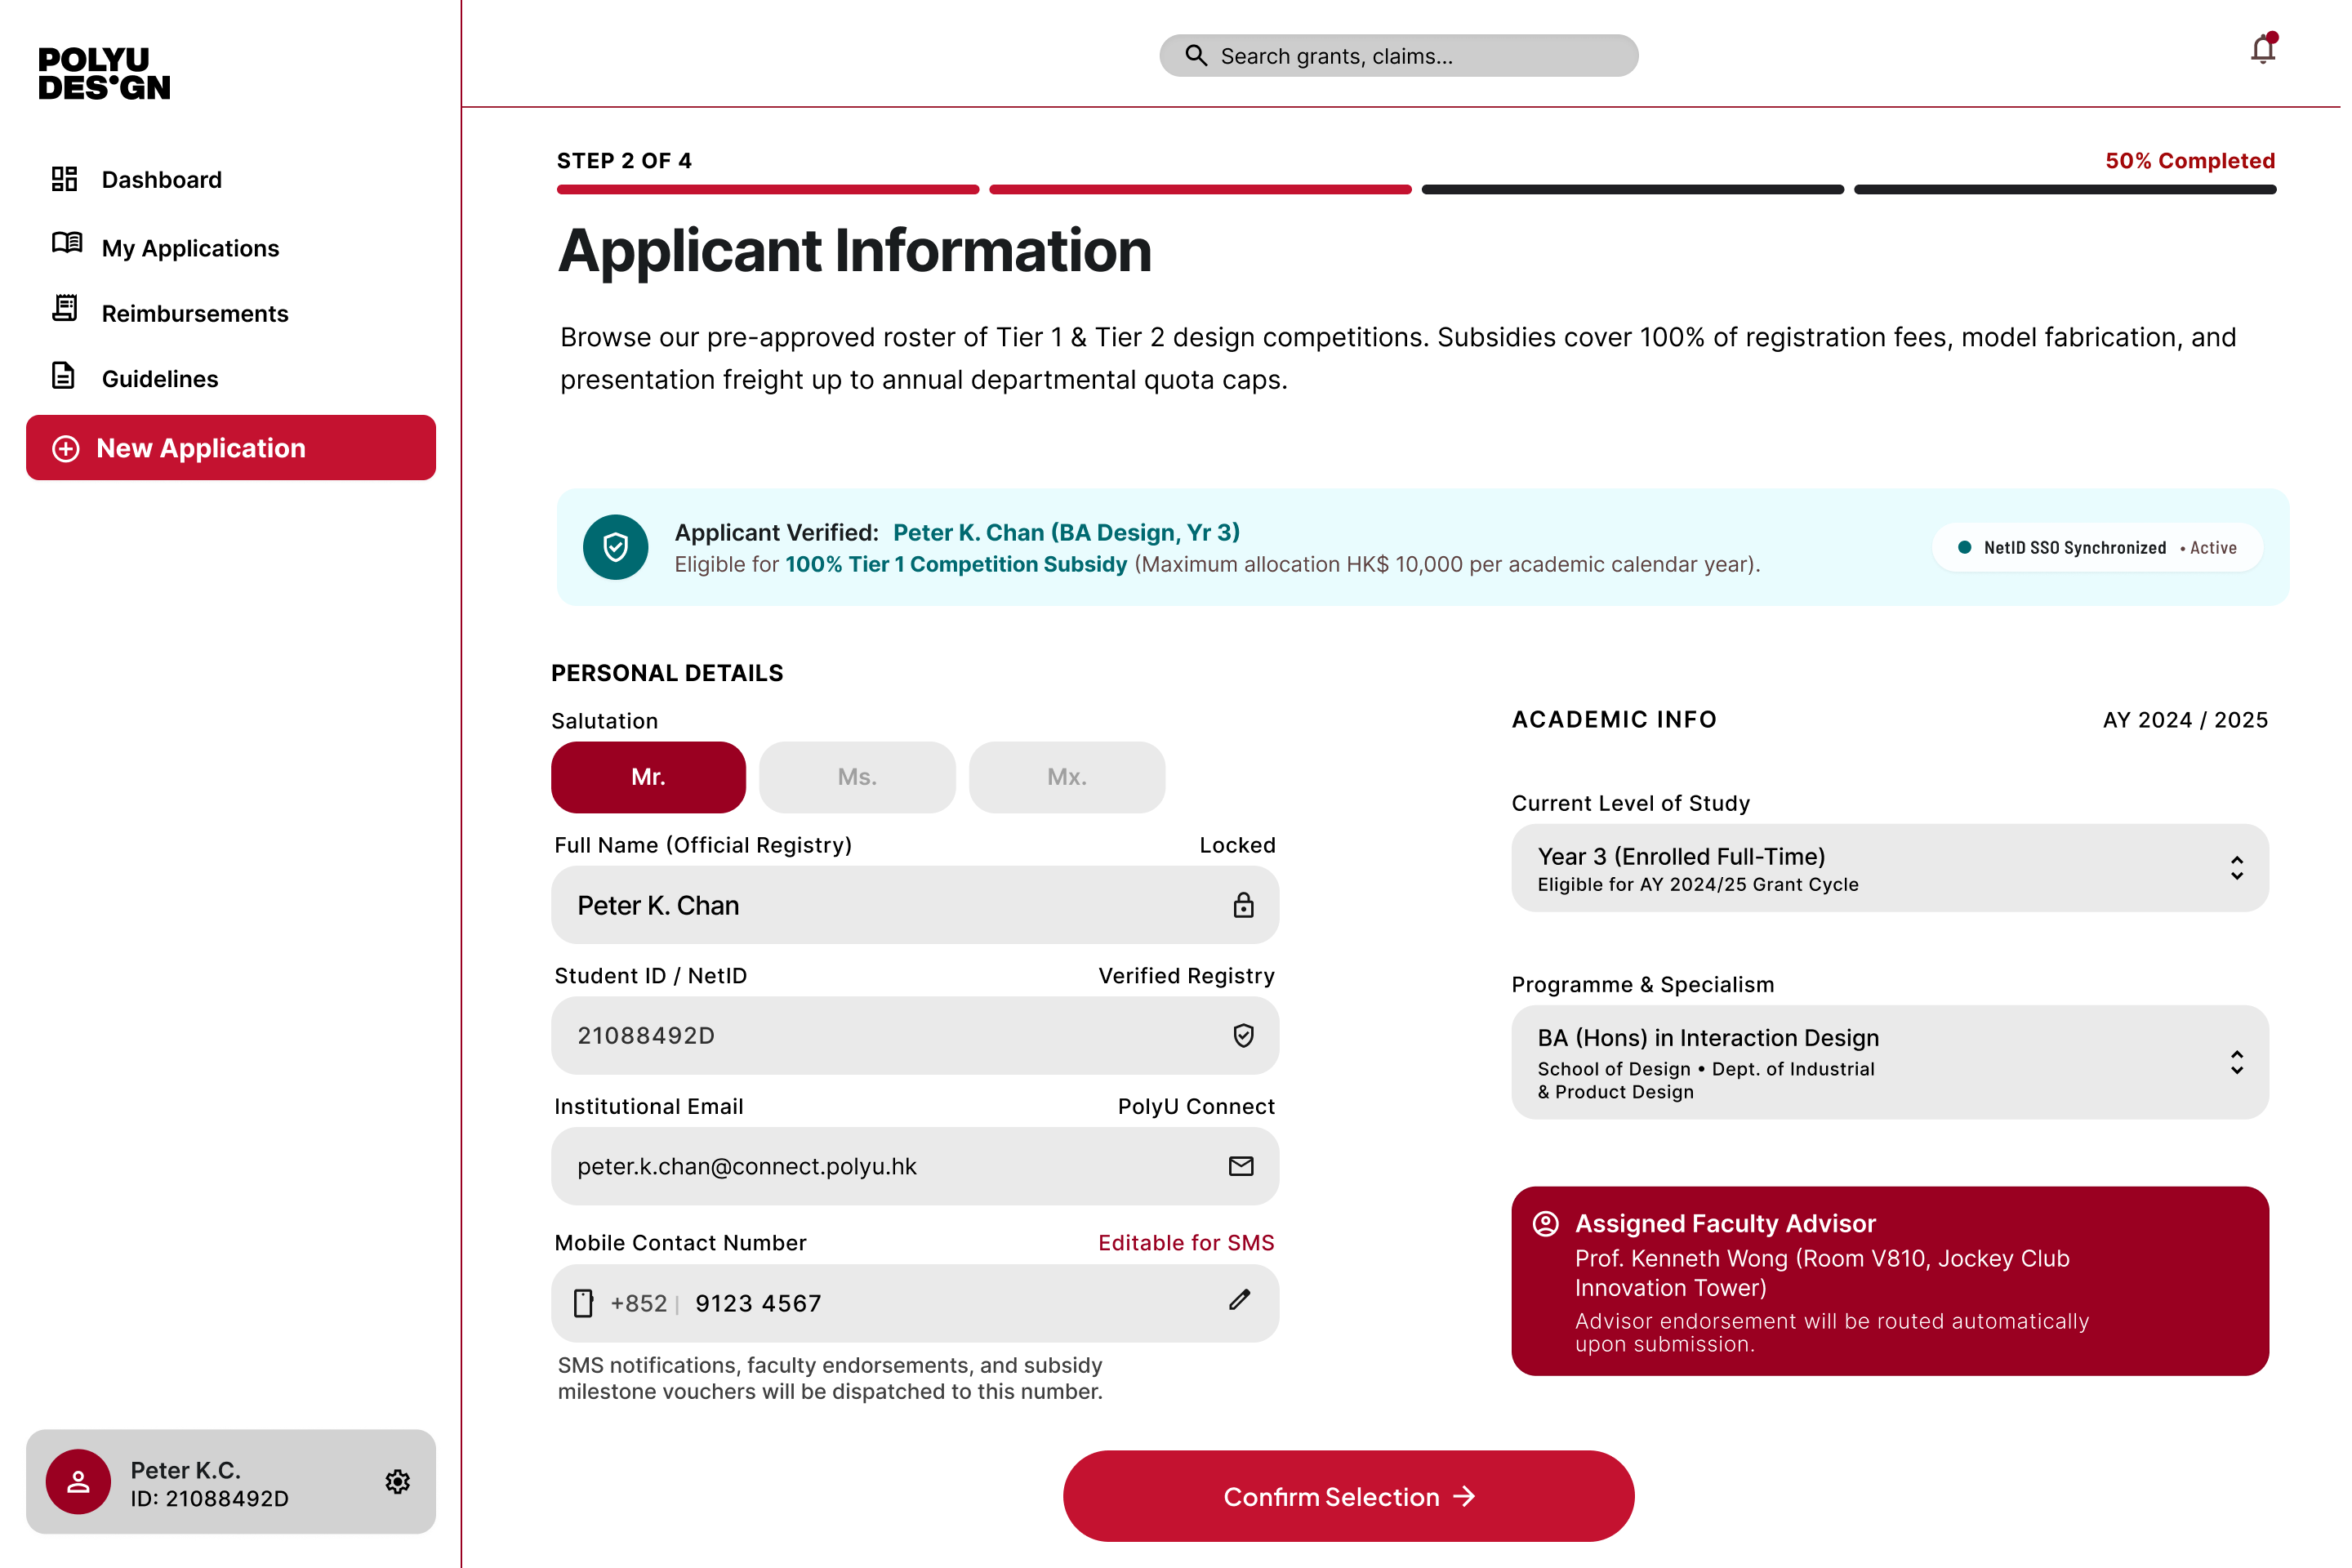 POLYU
DES•GN
Dashboard
My Applications
Reimbursements
Guidelines
New Application
Peter K.C.
ID: 21088492D
Search grants, claims...
STEP 2 OF 4
50% Completed
Applicant Information
Browse our pre-approved roster of Tier 1 & Tier 2 design competitions. Subsidies cover 100% of registration fees, model fabrication, and
presentation freight up to annual departmental quota caps.
Applicant Verified: Peter K. Chan (BA Design, Yr 3)
Eligible for 100% Tier 1 Competition Subsidy (Maximum allocation HK$ 10,000 per academic calendar year).
NetID SSO Synchronized • Active
PERSONAL DETAILS
Salutation
Mr.
Ms.
Mx.
Full Name (Official Registry)
Locked
Peter K. Chan
Student ID / NetID
Verified Registry
21088492D
Institutional Email
PolyU Connect
peter.k.chan@connect.polyu.hk
Mobile Contact Number
Editable for SMS
+852 | 9123 4567
SMS notifications, faculty endorsements, and subsidy
milestone vouchers will be dispatched to this number.
ACADEMIC INFO
AY 2024 / 2025
Current Level of Study
Year 3 (Enrolled Full-Time)
Eligible for AY 2024/25 Grant Cycle
Programme & Specialism
BA (Hons) in Interaction Design
School of Design • Dept. of Industrial
& Product Design
Assigned Faculty Advisor
Prof. Kenneth Wong (Room V810, Jockey Club
Innovation Tower)
Advisor endorsement will be routed automatically
upon submission.
Confirm Selection →